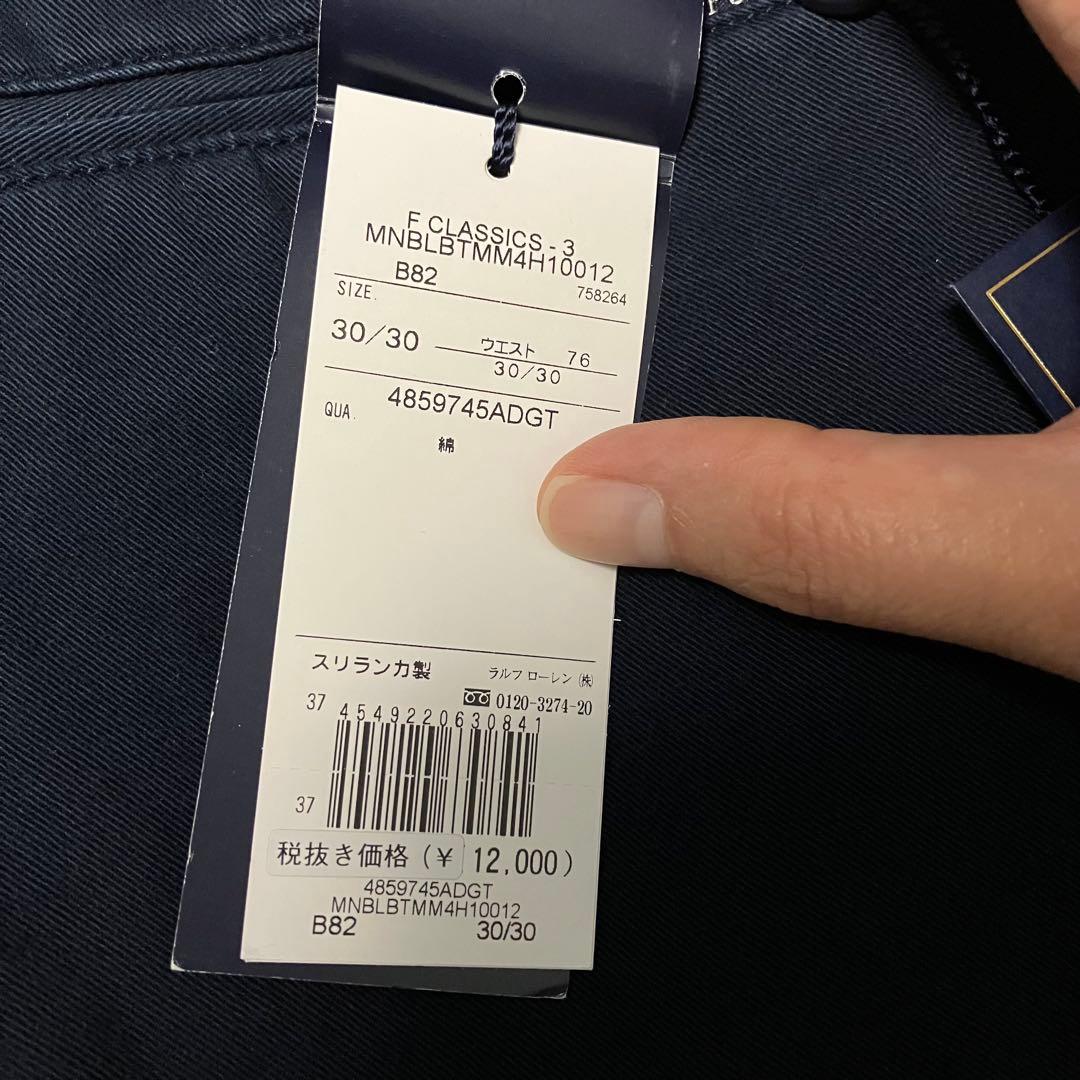 F CLASSICS - 3
MNBLBTMM4H10012
B82 758264
SIZE.
30/30 ウエスト 76
30/30
QUA. 4859745ADGT
綿
スリランカ製 ラルフ ローレン (株)
0120-3274-20
37 4549220630841
37
税抜き価格 (¥ 12,000)
4859745ADGT
MNBLBTMM4H10012
B82 30/30